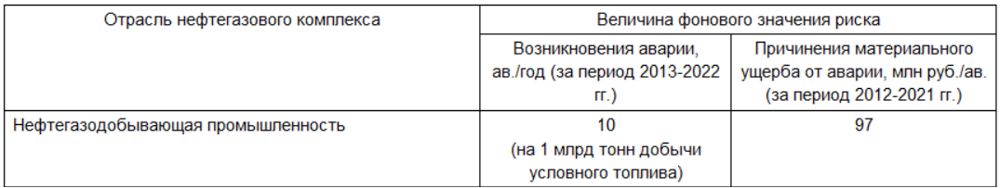 Отрасль нефтегазового комплекса
Величина фонового значения риска
Возникновения аварии,
ав./год (за период 2013-2022
гг.)
Причинения материального
ущерба от аварии, млн руб./ав.
(за период 2012-2021 гг.)
Нефтегазодобывающая промышленность
10
(на 1 млрд тонн добычи
условного топлива)
97